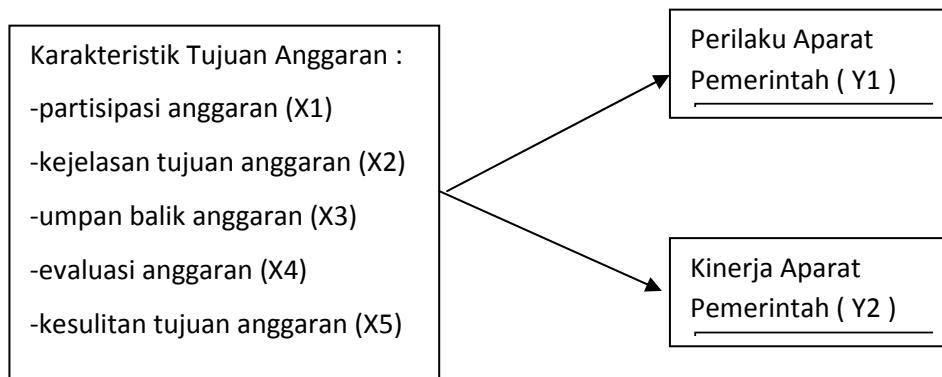 Karakteristik Tujuan Anggaran :
-partisipasi anggaran (X1)
-kejelasan tujuan anggaran (X2)
-umpan balik anggaran (X3)
-evaluasi anggaran (X4)
-kesulitan tujuan anggaran (X5)
Perilaku Aparat
Pemerintah ( Y1 )
Kinerja Aparat
Pemerintah ( Y2 )